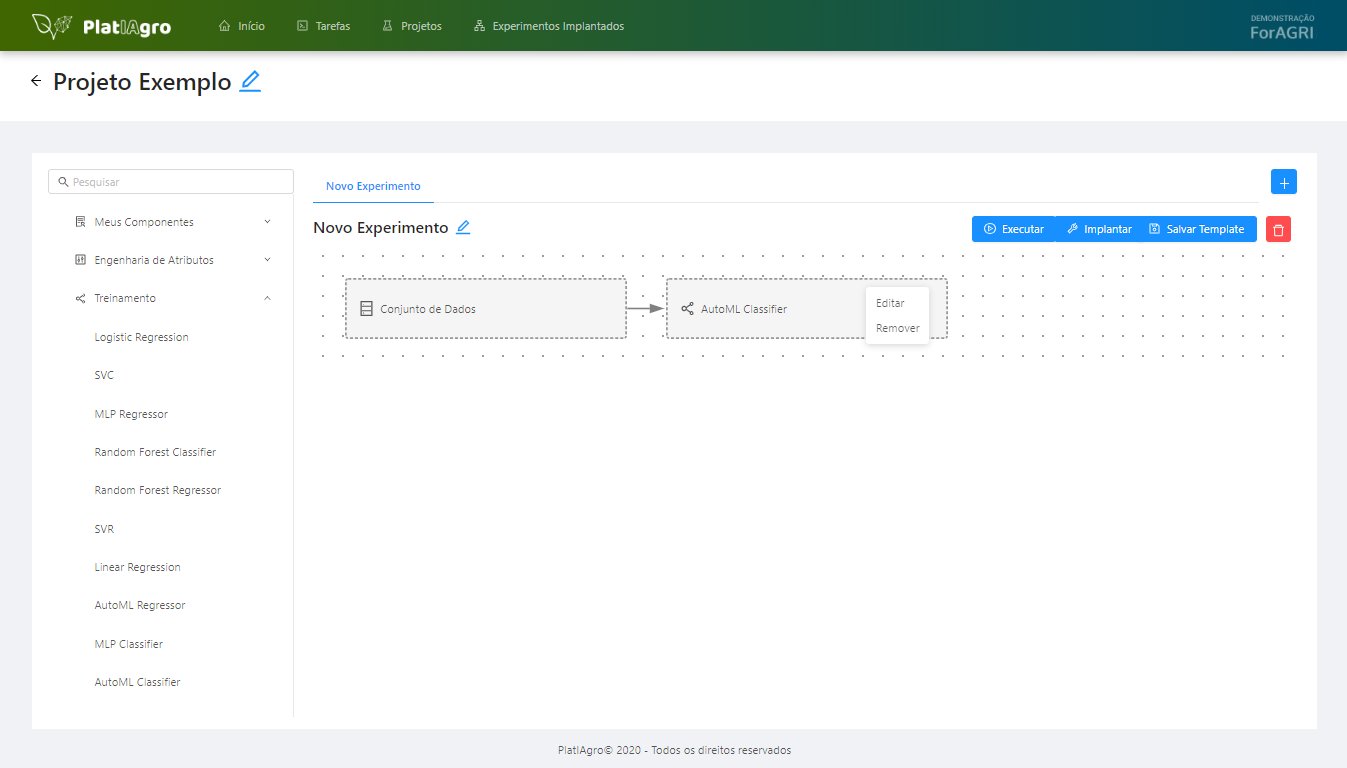 PlatIAgro
Início
Tarefas
Projetos
Experimentos Implantados
DEMONSTRAÇÃO
ForAGRI
Projeto Exemplo
Pesquisar
Meus Componentes
Engenharia de Atributos
Treinamento
Logistic Regression
SVC
MLP Regressor
Random Forest Classifier
Random Forest Regressor
SVR
Linear Regression
AutoML Regressor
MLP Classifier
AutoML Classifier
Novo Experimento
Novo Experimento
Executar
Implantar
Salvar Template
Conjunto de Dados
AutoML Classifier
Editar
Remover
PlatIAgro© 2020 - Todos os direitos reservados